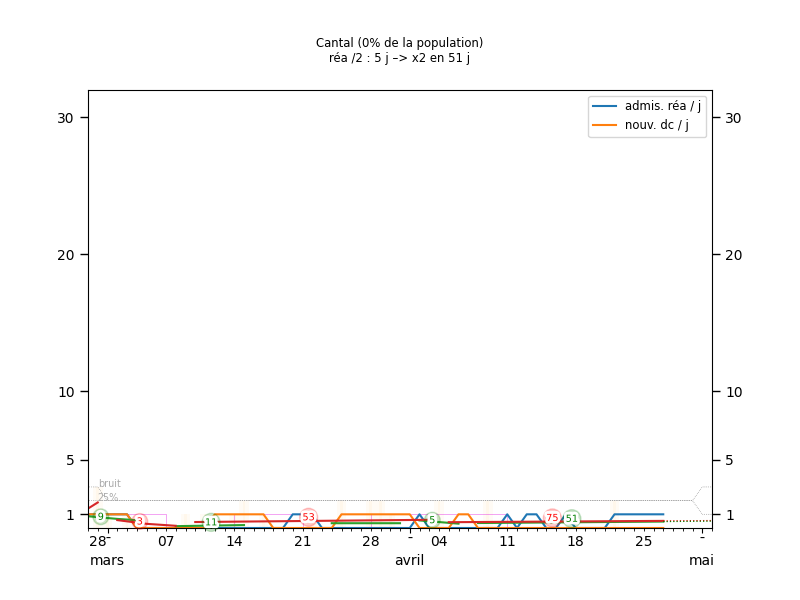 Cantal (0% de la population)
réa /2 : 5 j –> x2 en 51 j
admis. réa / j
nouv. dc / j
30 30
20 20
10 10
5 5
bruit
25%
1 9 3 11 53 5 75 51 1
28 07 14 21 28 - 04 11 18 25 -
mars avril mai